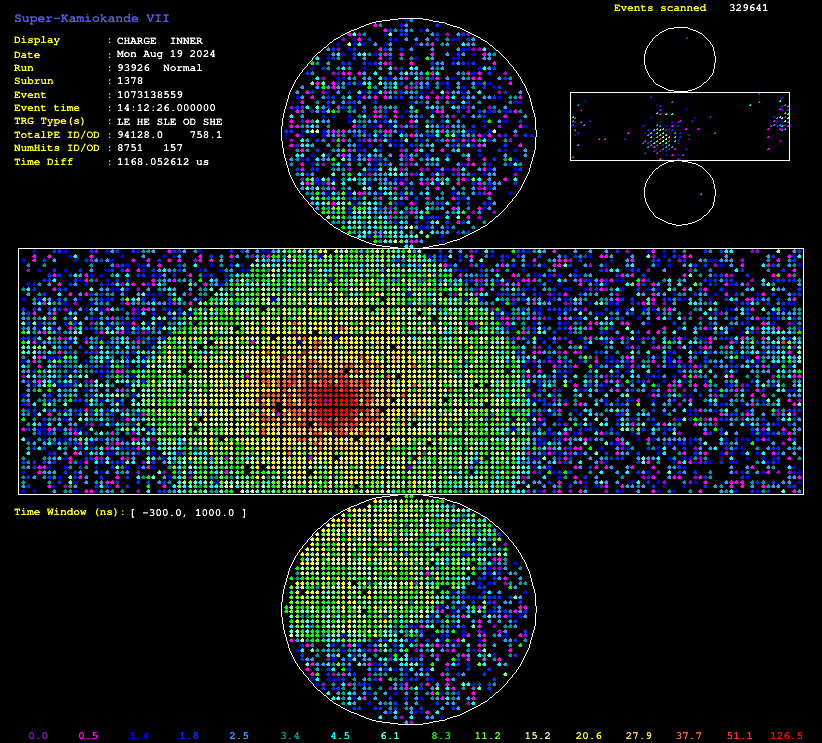 Super-Kamiokande VII
Events scanned 329641
Display : CHARGE INNER
Date : Mon Aug 19 2024
Run : 93926 Normal
Subrun : 1378
Event : 1073138559
Event time : 14:12:26.000000
TRG Type(s) : LE HE SLE OD SHE
TotalPE ID/OD : 94128.0 758.1
NumHits ID/OD : 8751 157
Time Diff : 1168.052612 us
Time Window (ns): [ -300.0, 1000.0 ]
0.0 0.5 1.4 1.8 2.5 3.4 4.5 6.1 8.3 11.2 15.2 20.6 27.9 37.7 51.1 126.5